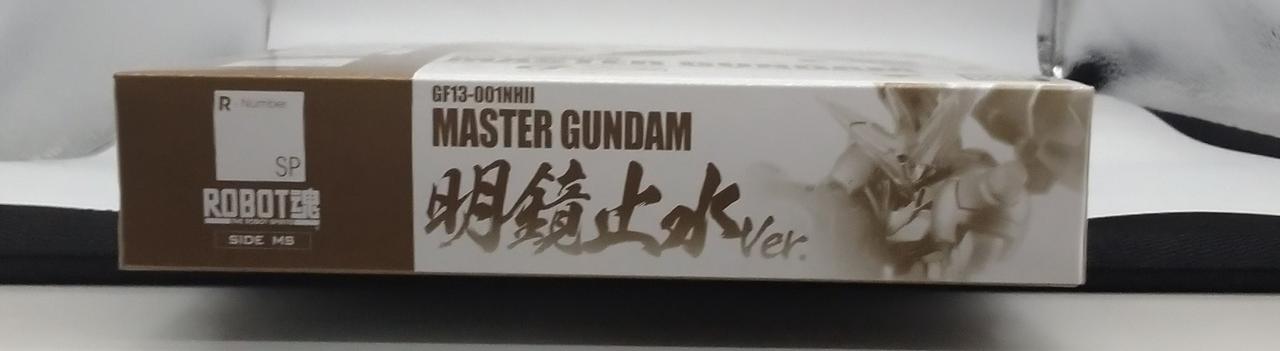 R Number
SP
ROBOT魂
THE ROBOT SPIRITS
SIDE MS
GF13-001NHII
MASTER GUNDAM
明鏡止水Ver.